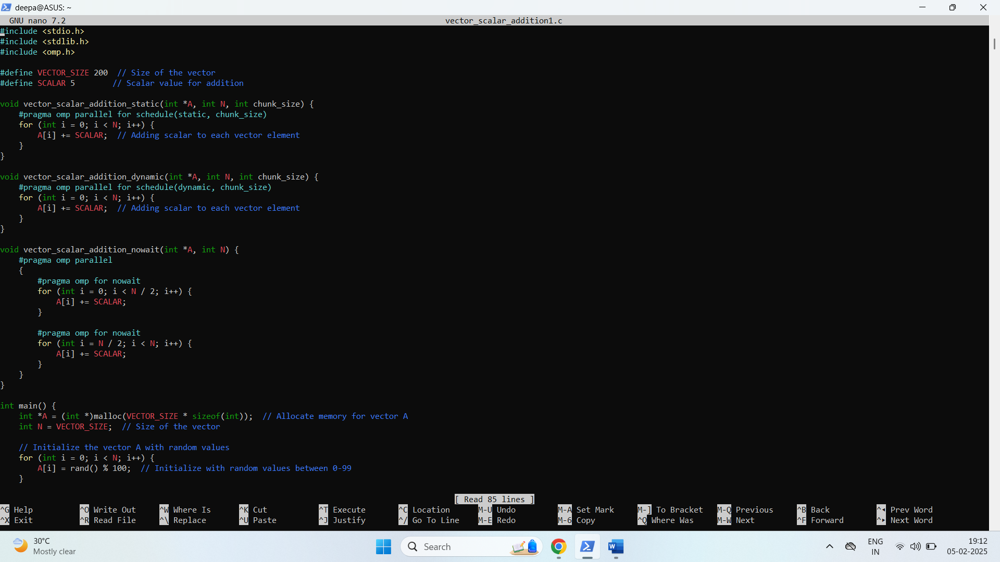 deepa@ASUS: ~
GNU nano 7.2 vector_scalar_addition1.c
#include <stdio.h>
#include <stdlib.h>
#include <omp.h>

#define VECTOR_SIZE 200  // Size of the vector
#define SCALAR 5        // Scalar value for addition

void vector_scalar_addition_static(int *A, int N, int chunk_size) {
    #pragma omp parallel for schedule(static, chunk_size)
    for (int i = 0; i < N; i++) {
        A[i] += SCALAR;  // Adding scalar to each vector element
    }
}

void vector_scalar_addition_dynamic(int *A, int N, int chunk_size) {
    #pragma omp parallel for schedule(dynamic, chunk_size)
    for (int i = 0; i < N; i++) {
        A[i] += SCALAR;  // Adding scalar to each vector element
    }
}

void vector_scalar_addition_nowait(int *A, int N) {
    #pragma omp parallel
    {
        #pragma omp for nowait
        for (int i = 0; i < N / 2; i++) {
            A[i] += SCALAR;
        }

        #pragma omp for nowait
        for (int i = N / 2; i < N; i++) {
            A[i] += SCALAR;
        }
    }
}

int main() {
    int *A = (int *)malloc(VECTOR_SIZE * sizeof(int));  // Allocate memory for vector A
    int N = VECTOR_SIZE;  // Size of the vector

    // Initialize the vector A with random values
    for (int i = 0; i < N; i++) {
        A[i] = rand() % 100;  // Initialize with random values between 0-99
    }

[ Read 85 lines ]
^G Help ^O Write Out ^W Where Is ^K Cut ^T Execute ^C Location M-U Undo M-A Set Mark M-] To Bracket M-Q Previous ^B Back ^◂ Prev Word
^X Exit ^R Read File ^\ Replace ^U Paste ^J Justify ^/ Go To Line M-E Redo M-6 Copy ^Q Where Was M-W Next ^F Forward ^▸ Next Word
30°C
Mostly clear
Search
W
ENG
IN
19:12
05-02-2025